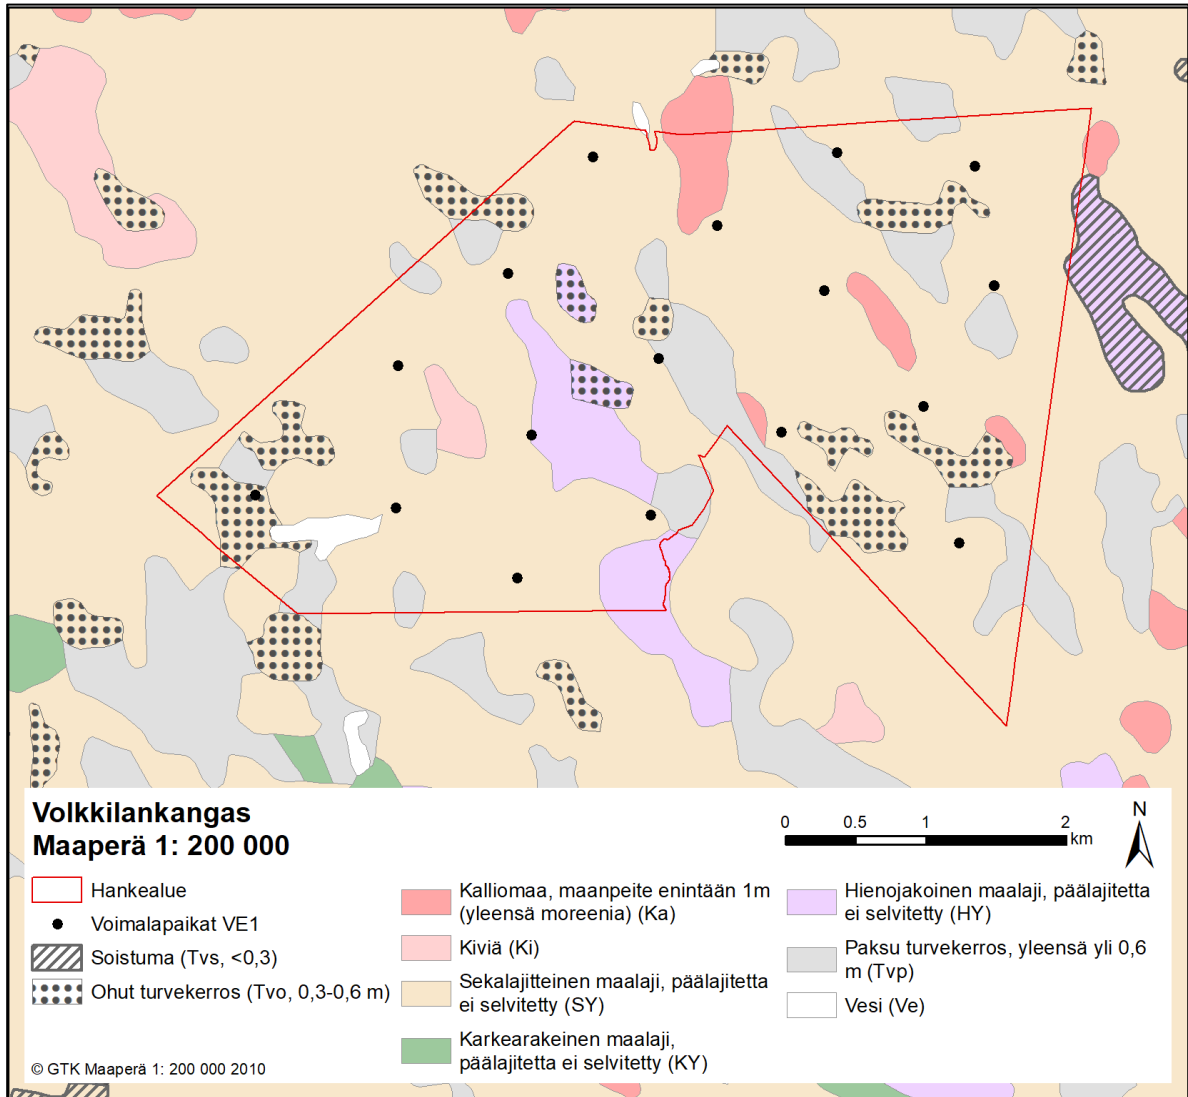 Volkkilankangas
Maaperä 1: 200 000
0 0.5 1 2
km
N
Hankealue
Voimalapaikat VE1
Soistuma (Tvs, <0,3)
Ohut turvekerros (Tvo, 0,3-0,6 m)
Kalliomaa, maanpeite enintään 1m
(yleensä moreenia) (Ka)
Kiviä (Ki)
Sekalajitteinen maalaji, päälajitetta
ei selvitetty (SY)
Karkearakeinen maalaji,
päälajitetta ei selvitetty (KY)
Hienojakoinen maalaji, päälajitetta
ei selvitetty (HY)
Paksu turvekerros, yleensä yli 0,6
m (Tvp)
Vesi (Ve)
© GTK Maaperä 1: 200 000 2010